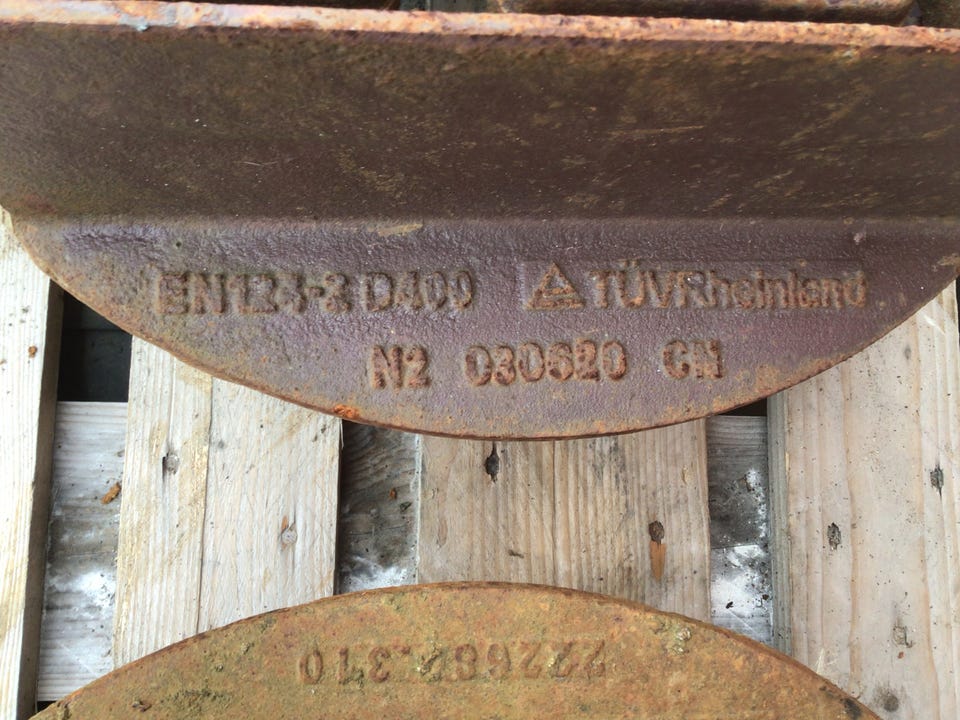 EN124-2 D400 TÜVRheinland
N2 030620 CN